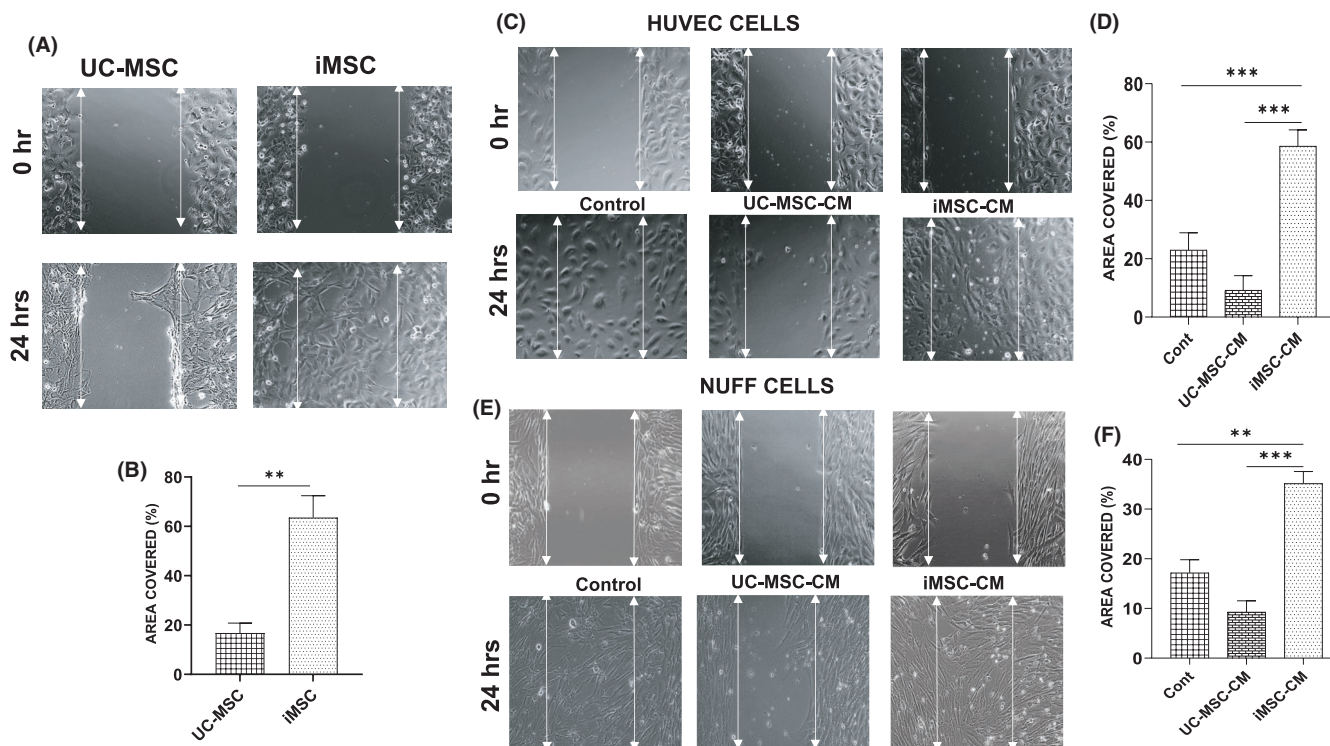 (A)
UC-MSC
iMSC
0 hr
24 hrs
(B)
AREA COVERED (%)
80
60
40
20
0
**
UC-MSC
iMSC
(C)
HUVEC CELLS
0 hr
Control
UC-MSC-CM
iMSC-CM
24 hrs
(D)
AREA COVERED (%)
80
60
40
20
0
***
***
Cont
UC-MSC-CM
iMSC-CM
NUFF CELLS
(E)
0 hr
Control
UC-MSC-CM
iMSC-CM
24 hrs
(F)
AREA COVERED (%)
40
30
20
10
0
**
***
Cont
UC-MSC-CM
iMSC-CM